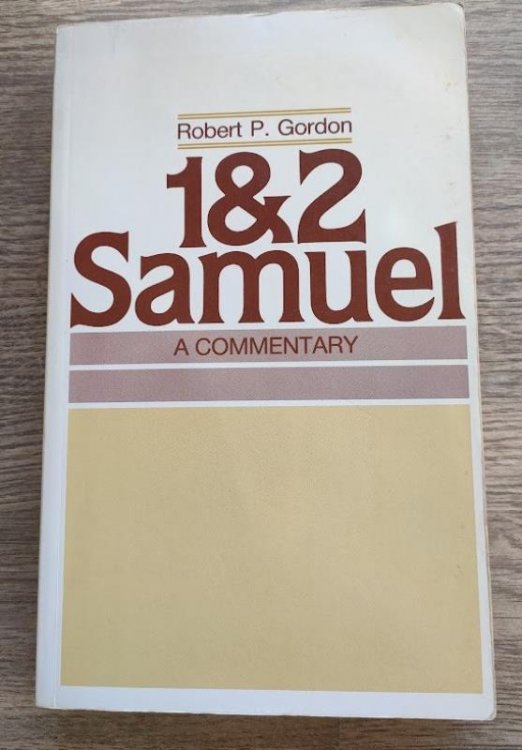 Robert P. Gordon
1&2
Samuel
A COMMENTARY